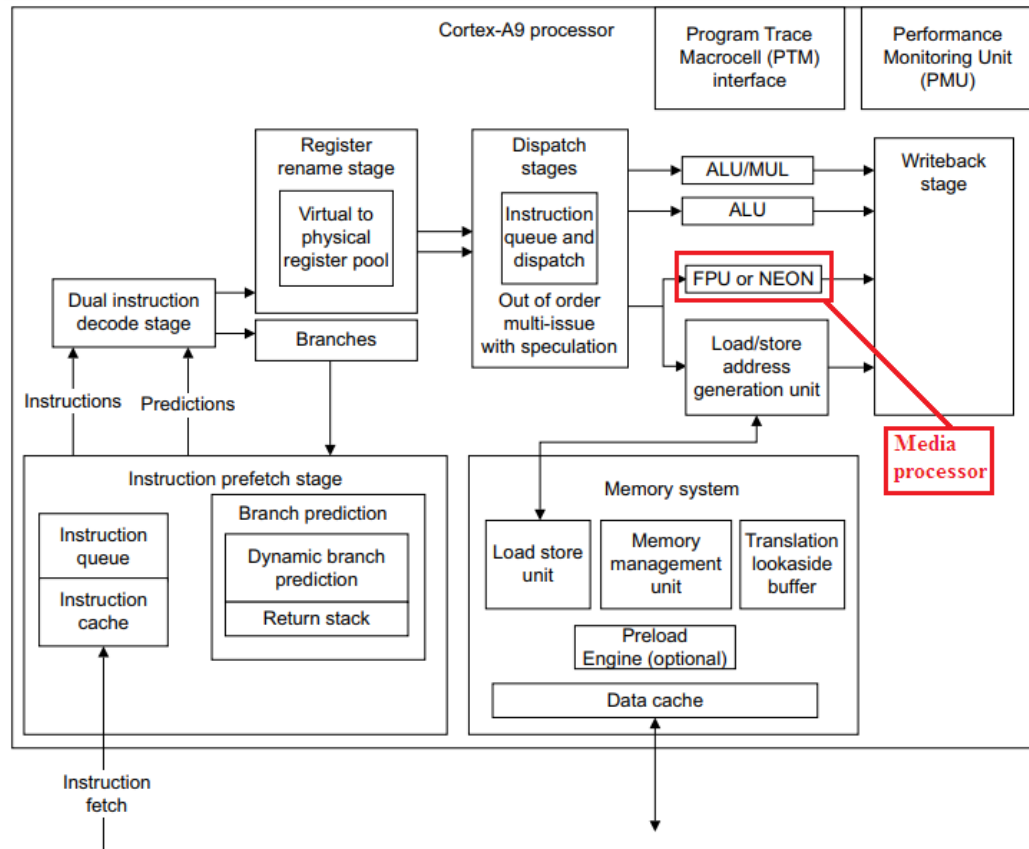 Cortex-A9 processor
Program Trace
Macrocell (PTM)
interface
Performance
Monitoring Unit
(PMU)
Register
rename stage
Virtual to
physical
register pool
Dispatch
stages
Instruction
queue and
dispatch
Out of order
multi-issue
with speculation
ALU/MUL
ALU
FPU or NEON
Load/store
address
generation unit
Writeback
stage
Dual instruction
decode stage
Branches
Instructions
Predictions
Media
processor
Instruction prefetch stage
Instruction
queue
Instruction
cache
Branch prediction
Dynamic branch
prediction
Return stack
Memory system
Load store
unit
Memory
management
unit
Translation
lookaside
buffer
Preload
Engine (optional)
Data cache
Instruction
fetch